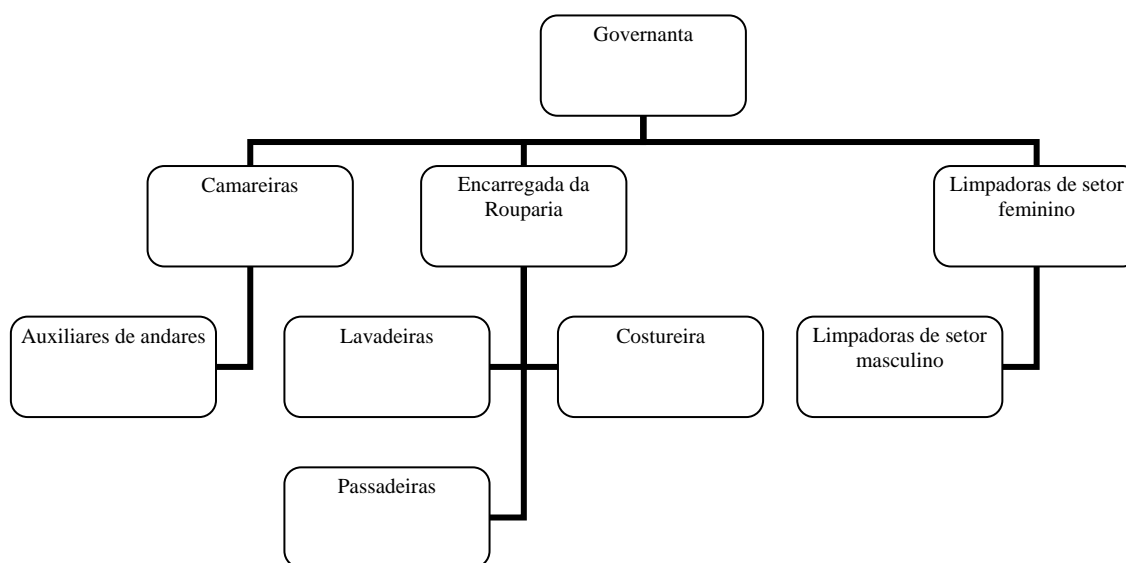 Governanta
Camareiras
Encarregada da
Rouparia
Limpadoras de setor
feminino
Auxiliares de andares
Lavadeiras
Costureira
Limpadoras de setor
masculino
Passadeiras